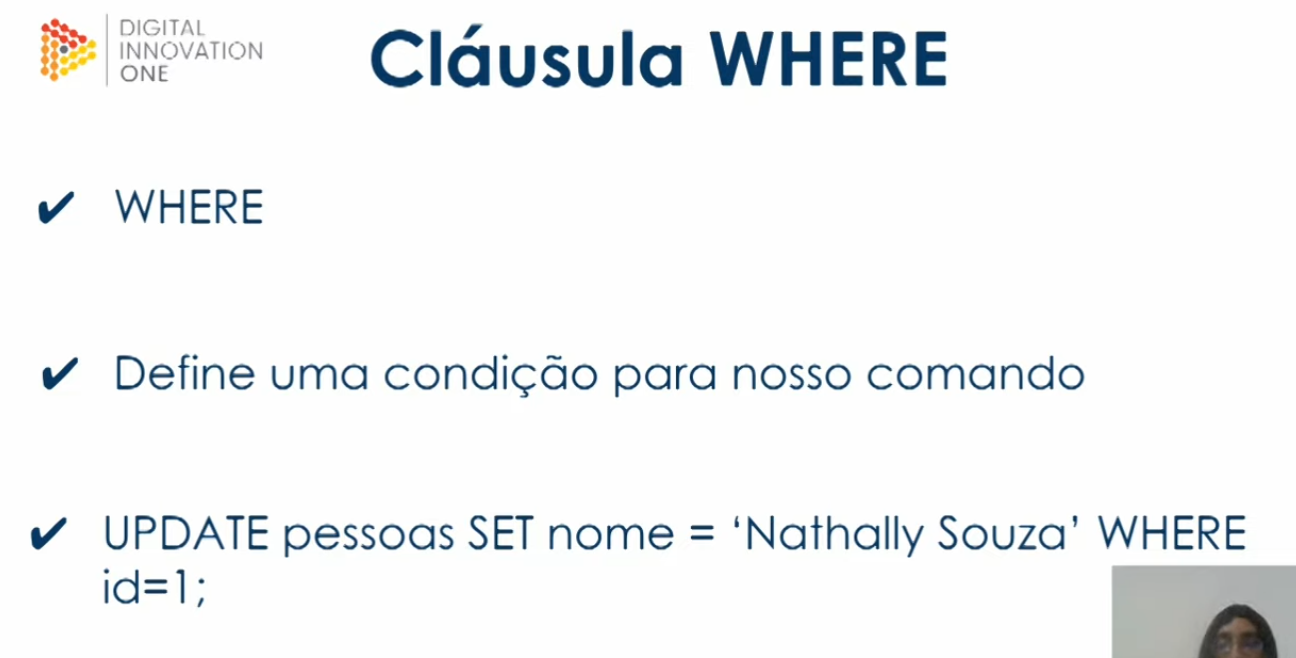 DIGITAL
INNOVATION
ONE
Cláusula WHERE
✔ WHERE
✔ Define uma condição para nosso comando
✔ UPDATE pessoas SET nome = ‘Nathally Souza’ WHERE
id=1;